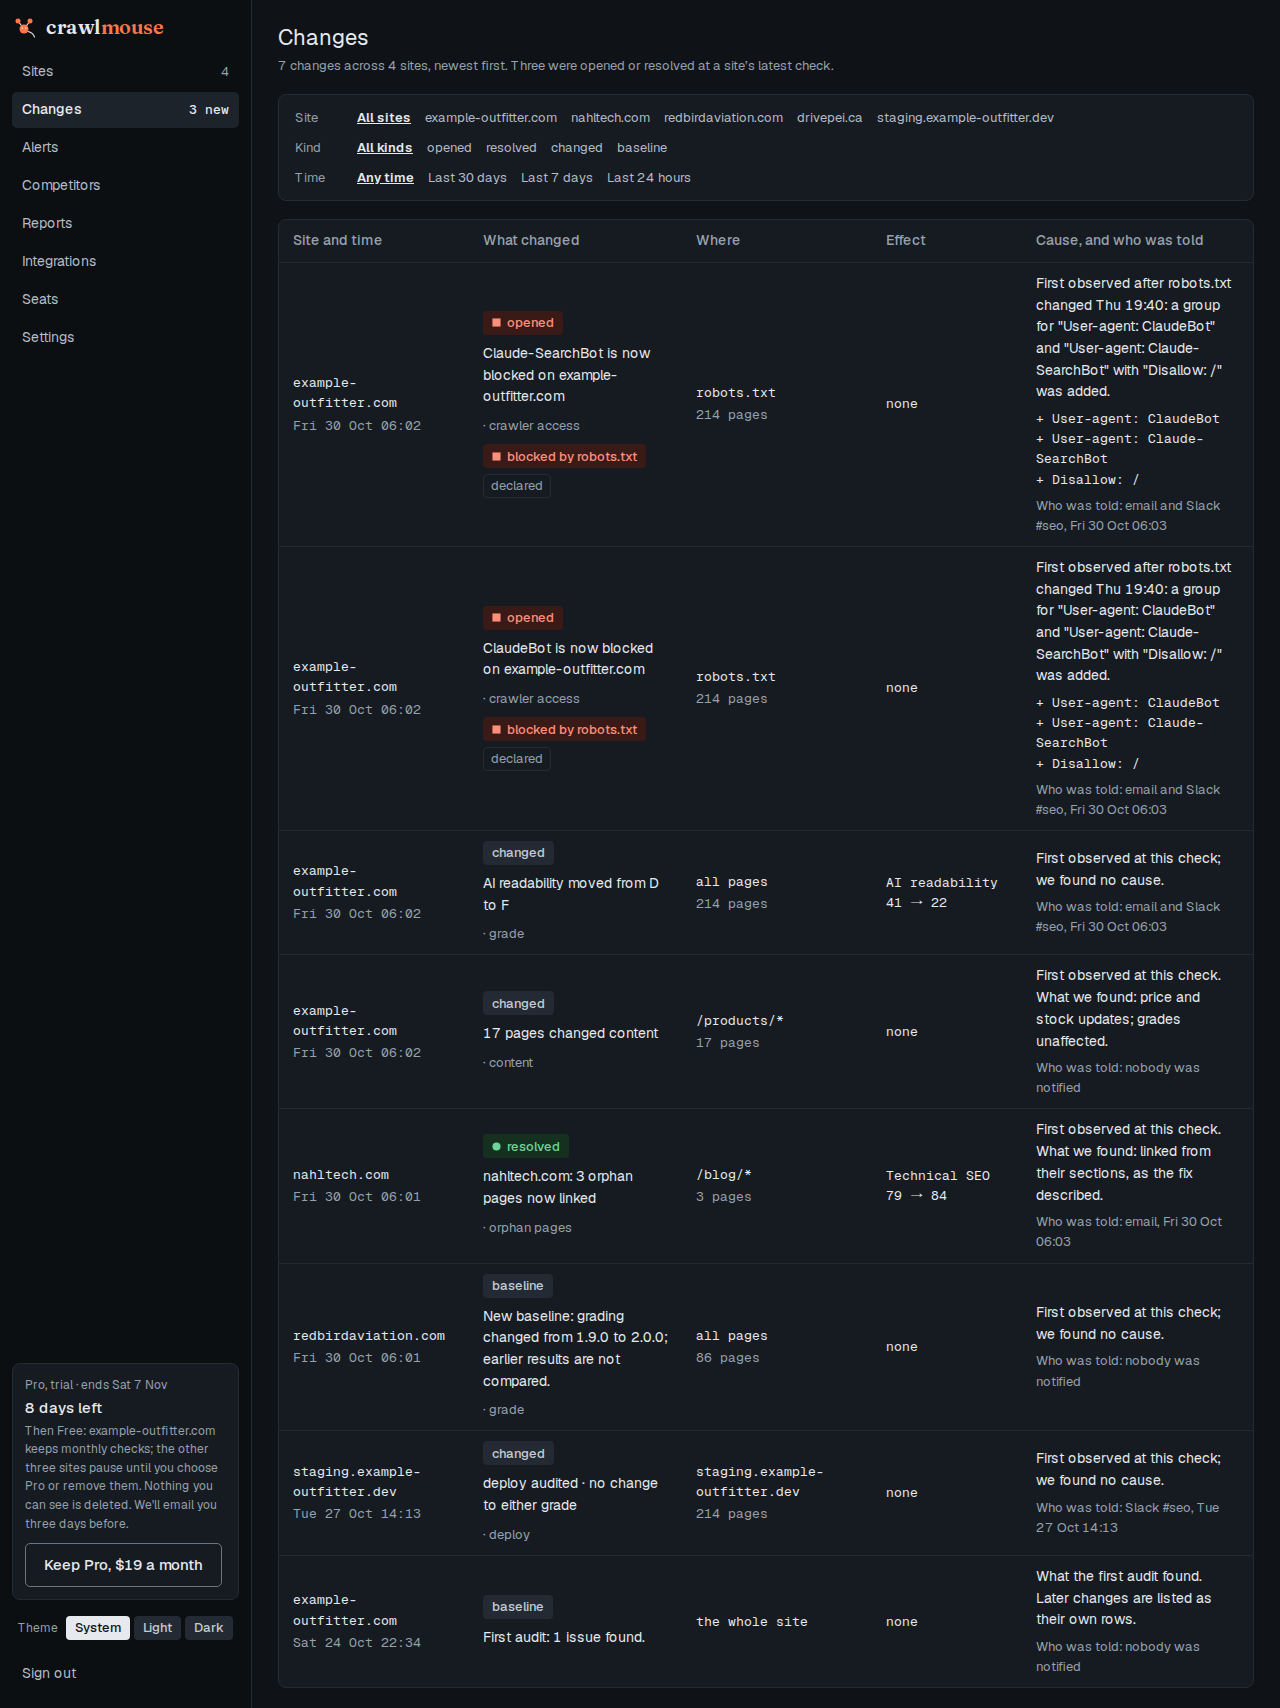 crawlmouse
Sites 4
Changes 3 new
Alerts
Competitors
Reports
Integrations
Seats
Settings
Pro, trial · ends Sat 7 Nov
8 days left
Then Free: example-outfitter.com
keeps monthly checks; the other
three sites pause until you choose
Pro or remove them. Nothing you
can see is deleted. We'll email you
three days before.
Keep Pro, $19 a month
Theme System Light Dark
Sign out
Changes
7 changes across 4 sites, newest first. Three were opened or resolved at a site's latest check.
Site All sites example-outfitter.com nahltech.com redbirdaviation.com drivepei.ca staging.example-outfitter.dev
Kind All kinds opened resolved changed baseline
Time Any time Last 30 days Last 7 days Last 24 hours
Site and time What changed Where Effect Cause, and who was told
example-
outfitter.com
Fri 30 Oct 06:02
opened
Claude-SearchBot is now
blocked on example-
outfitter.com
· crawler access
blocked by robots.txt
declared
robots.txt
214 pages
none
First observed after robots.txt
changed Thu 19:40: a group
for "User-agent: ClaudeBot"
and "User-agent: Claude-
SearchBot" with "Disallow: /"
was added.
+ User-agent: ClaudeBot
+ User-agent: Claude-
SearchBot
+ Disallow: /
Who was told: email and Slack
#seo, Fri 30 Oct 06:03
example-
outfitter.com
Fri 30 Oct 06:02
opened
ClaudeBot is now blocked
on example-outfitter.com
· crawler access
blocked by robots.txt
declared
robots.txt
214 pages
none
First observed after robots.txt
changed Thu 19:40: a group
for "User-agent: ClaudeBot"
and "User-agent: Claude-
SearchBot" with "Disallow: /"
was added.
+ User-agent: ClaudeBot
+ User-agent: Claude-
SearchBot
+ Disallow: /
Who was told: email and Slack
#seo, Fri 30 Oct 06:03
example-
outfitter.com
Fri 30 Oct 06:02
changed
AI readability moved from D
to F
· grade
all pages
214 pages
AI readability
41 → 22
First observed at this check;
we found no cause.
Who was told: email and Slack
#seo, Fri 30 Oct 06:03
example-
outfitter.com
Fri 30 Oct 06:02
changed
17 pages changed content
· content
/products/*
17 pages
none
First observed at this check.
What we found: price and
stock updates; grades
unaffected.
Who was told: nobody was
notified
nahltech.com
Fri 30 Oct 06:01
resolved
nahltech.com: 3 orphan
pages now linked
· orphan pages
/blog/*
3 pages
Technical SEO
79 → 84
First observed at this check.
What we found: linked from
their sections, as the fix
described.
Who was told: email, Fri 30 Oct
06:03
redbirdaviation.com
Fri 30 Oct 06:01
baseline
New baseline: grading
changed from 1.9.0 to 2.0.0;
earlier results are not
compared.
· grade
all pages
86 pages
none
First observed at this check;
we found no cause.
Who was told: nobody was
notified
staging.example-
outfitter.dev
Tue 27 Oct 14:13
changed
deploy audited · no change
to either grade
· deploy
staging.example-
outfitter.dev
214 pages
none
First observed at this check;
we found no cause.
Who was told: Slack #seo, Tue
27 Oct 14:13
example-
outfitter.com
Sat 24 Oct 22:34
baseline
First audit: 1 issue found.
the whole site
none
What the first audit found.
Later changes are listed as
their own rows.
Who was told: nobody was
notified